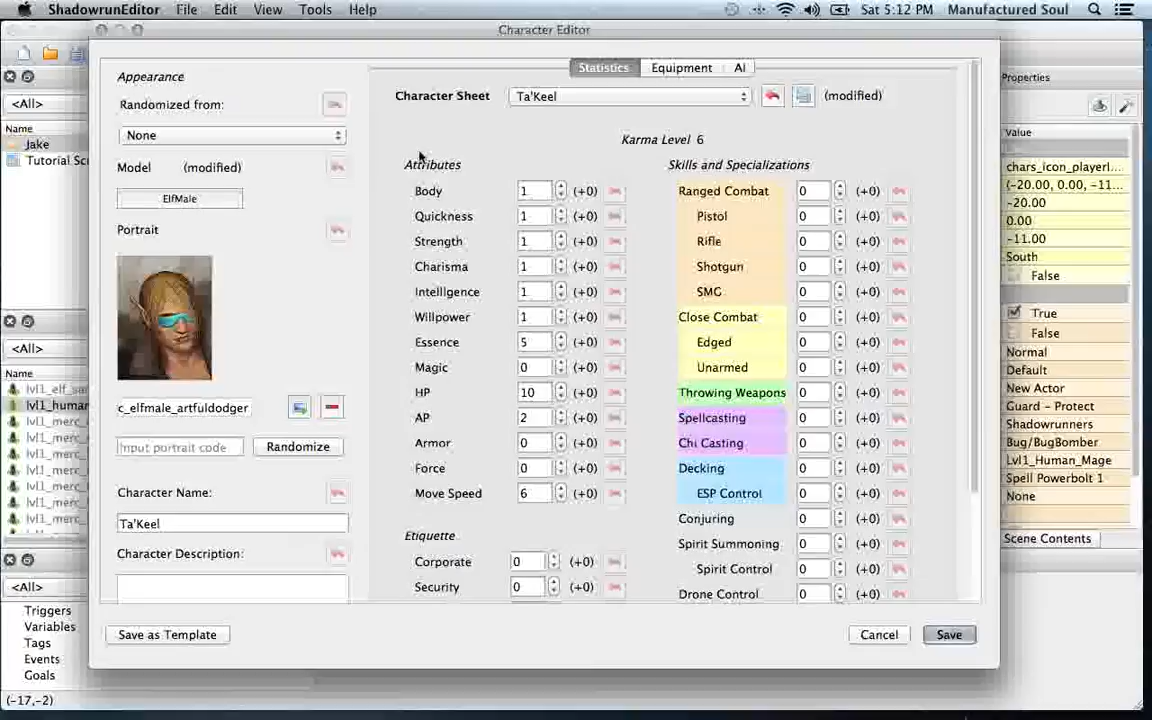 ShadowrunEditor File Edit View Tools Help Sat 5:12 PM Manufactured Soul
Character Editor
<All>
Name
Jake
Tutorial Sc
<All>
Name
lvl1_elf_sa
lvl1_human
lvl1_merc_
lvl1_merc_
lvl1_merc_
lvl1_merc_
lvl1_merc_
lvl1_merc_
lvl1_merc_
<All>
Triggers
Variables
Tags
Events
Goals
(-17,-2)
Appearance
Randomized from:
None
Model (modified)
ElfMale
Portrait
c_elfmale_artfuldodger
Input portrait code Randomize
Character Name:
Ta'Keel
Character Description:
Save as Template
Statistics Equipment AI
Character Sheet Ta'Keel (modified)
Karma Level 6
Attributes
Body 1 (+0)
Quickness 1 (+0)
Strength 1 (+0)
Charisma 1 (+0)
Intelligence 1 (+0)
Willpower 1 (+0)
Essence 5 (+0)
Magic 0 (+0)
HP 10 (+0)
AP 2 (+0)
Armor 0 (+0)
Force 0 (+0)
Move Speed 6 (+0)
Etiquette
Corporate 0 (+0)
Security 0 (+0)
Skills and Specializations
Ranged Combat 0 (+0)
Pistol 0 (+0)
Rifle 0 (+0)
Shotgun 0 (+0)
SMG 0 (+0)
Close Combat 0 (+0)
Edged 0 (+0)
Unarmed 0 (+0)
Throwing Weapons 0 (+0)
Spellcasting 0 (+0)
Chi Casting 0 (+0)
Decking 0 (+0)
ESP Control 0 (+0)
Conjuring 0 (+0)
Spirit Summoning 0 (+0)
Spirit Control 0 (+0)
Drone Control 0 (+0)
Cancel Save
Properties
Value
chars_icon_playerl...
(-20.00, 0.00, -11...
-20.00
0.00
-11.00
South
False
True
False
Normal
Default
New Actor
Guard - Protect
Shadowrunners
Bug/BugBomber
Lvl1_Human_Mage
Spell Powerbolt 1
None
Scene Contents